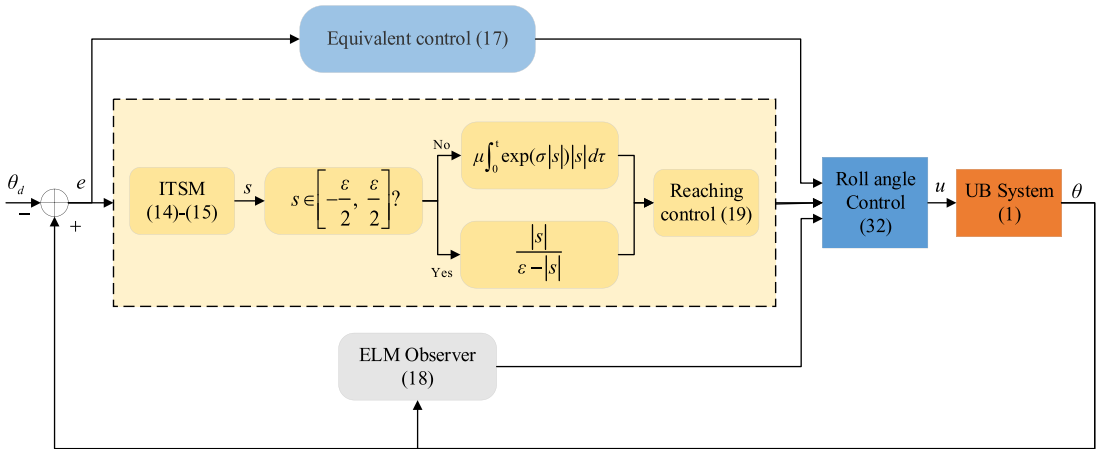 Equivalent control (17)
θd
−
+
e
ITSM
(14)-(15)
s
s∈[−ε/2, ε/2]?
No
Yes
μ∫₀ᵗ exp(σ|s|)|s|dτ
|s|
ε−|s|
Reaching
control (19)
Roll angle
Control
(32)
u
UB System
(1)
θ
ELM Observer
(18)